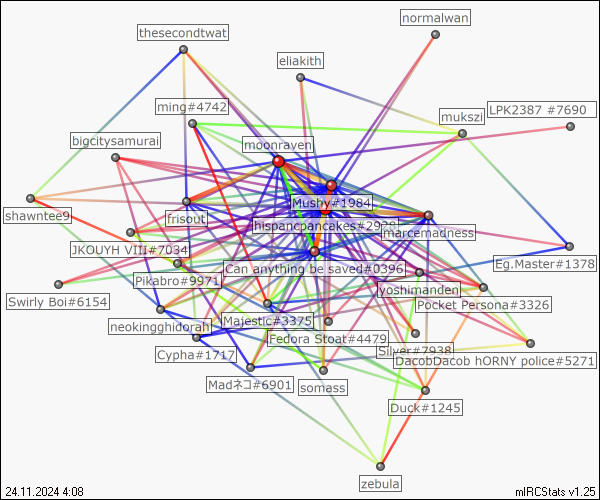 normalwan
thesecondtwat
eliakith
ming#4742
LPK2387 #7690
mukszi
bigcitysamurai
moonrayen
Mushy#1984
shawntee9
frisout
hispancpancakes#2928
marcemadness
JKOUYH VIII#7034
Eg.Master#1378
Can anything be saved#0396
Pikabro#9971
yoshimanden
Swirly Boi#6154
Pocket Persona#3326
neokingghidorah
Majestic#3375
Fedora Stoat#4479
Silver#7938
Cypha#1717
DacobDacob hORNY police#5271
Madネコ#6901
somass
Duck#1245
zebula
24.11.2024 4:08
mIRCStats v1.25